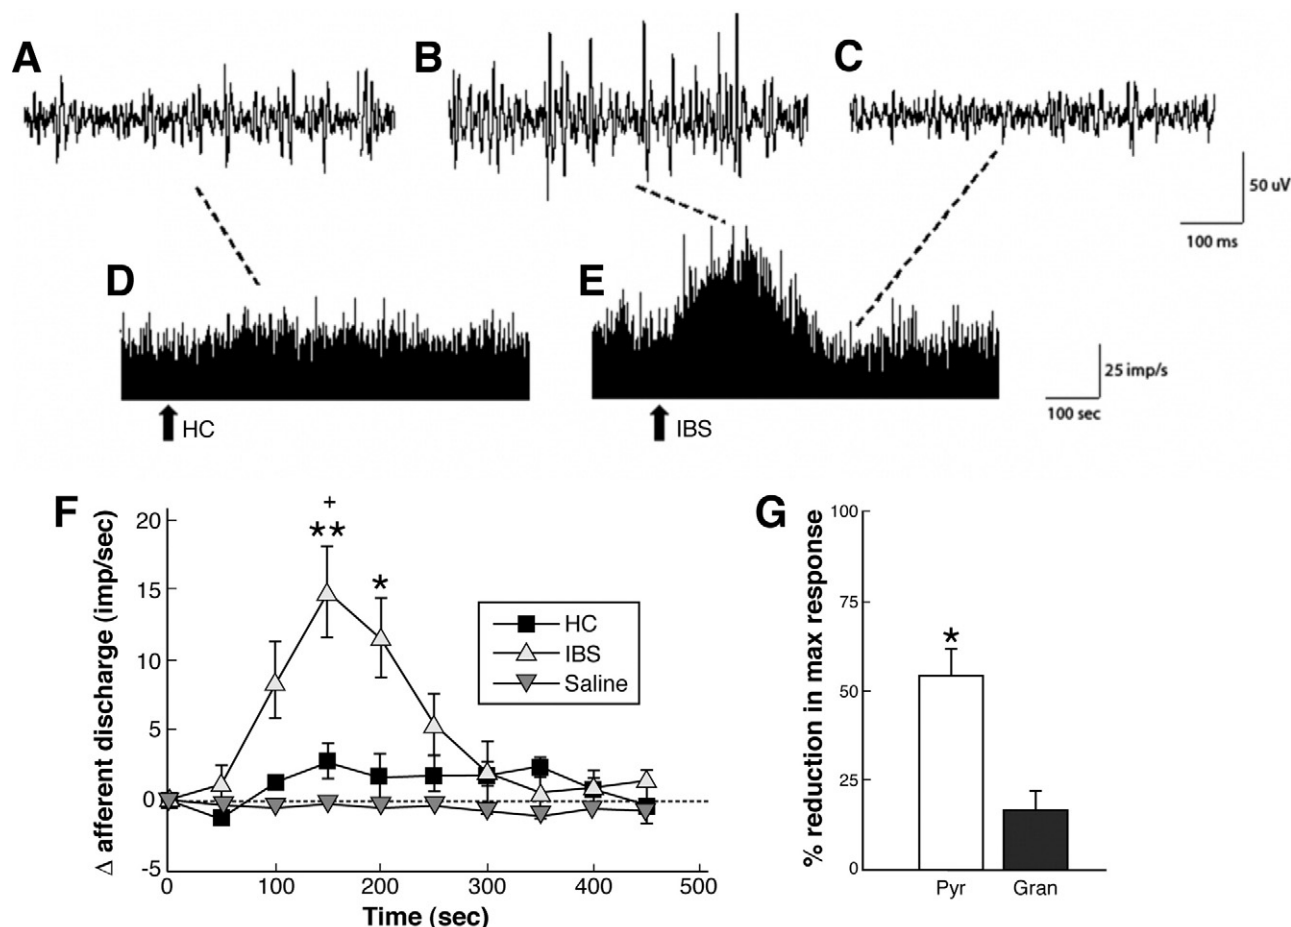 A
B
C
50 uV
100 ms
D
E
25 imp/s
100 sec
HC
IBS
F
Δ afferent discharge (imp/sec)
20
15
10
5
0
-5
+
**
*
HC
IBS
Saline
0
100
200
300
400
500
Time (sec)
G
% reduction in max response
100
75
50
25
0
*
Pyr
Gran